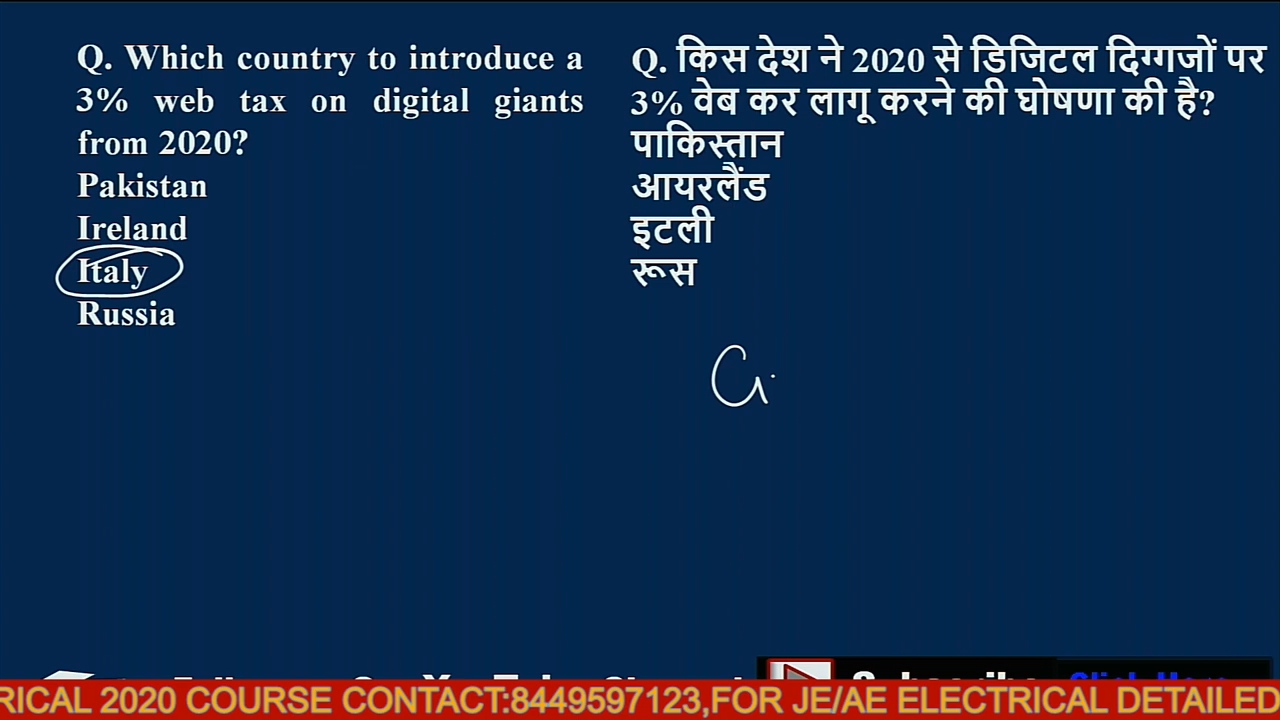 Q. Which country to introduce a
3% web tax on digital giants
from 2020?
Pakistan
Ireland
Italy
Russia
Q. किस देश ने 2020 से डिजिटल दिग्गजों पर
3% वेब कर लागू करने की घोषणा की है?
पाकिस्तान
आयरलैंड
इटली
रूस
RICAL 2020 COURSE CONTACT:8449597123,FOR JE/AE ELECTRICAL DETAILED